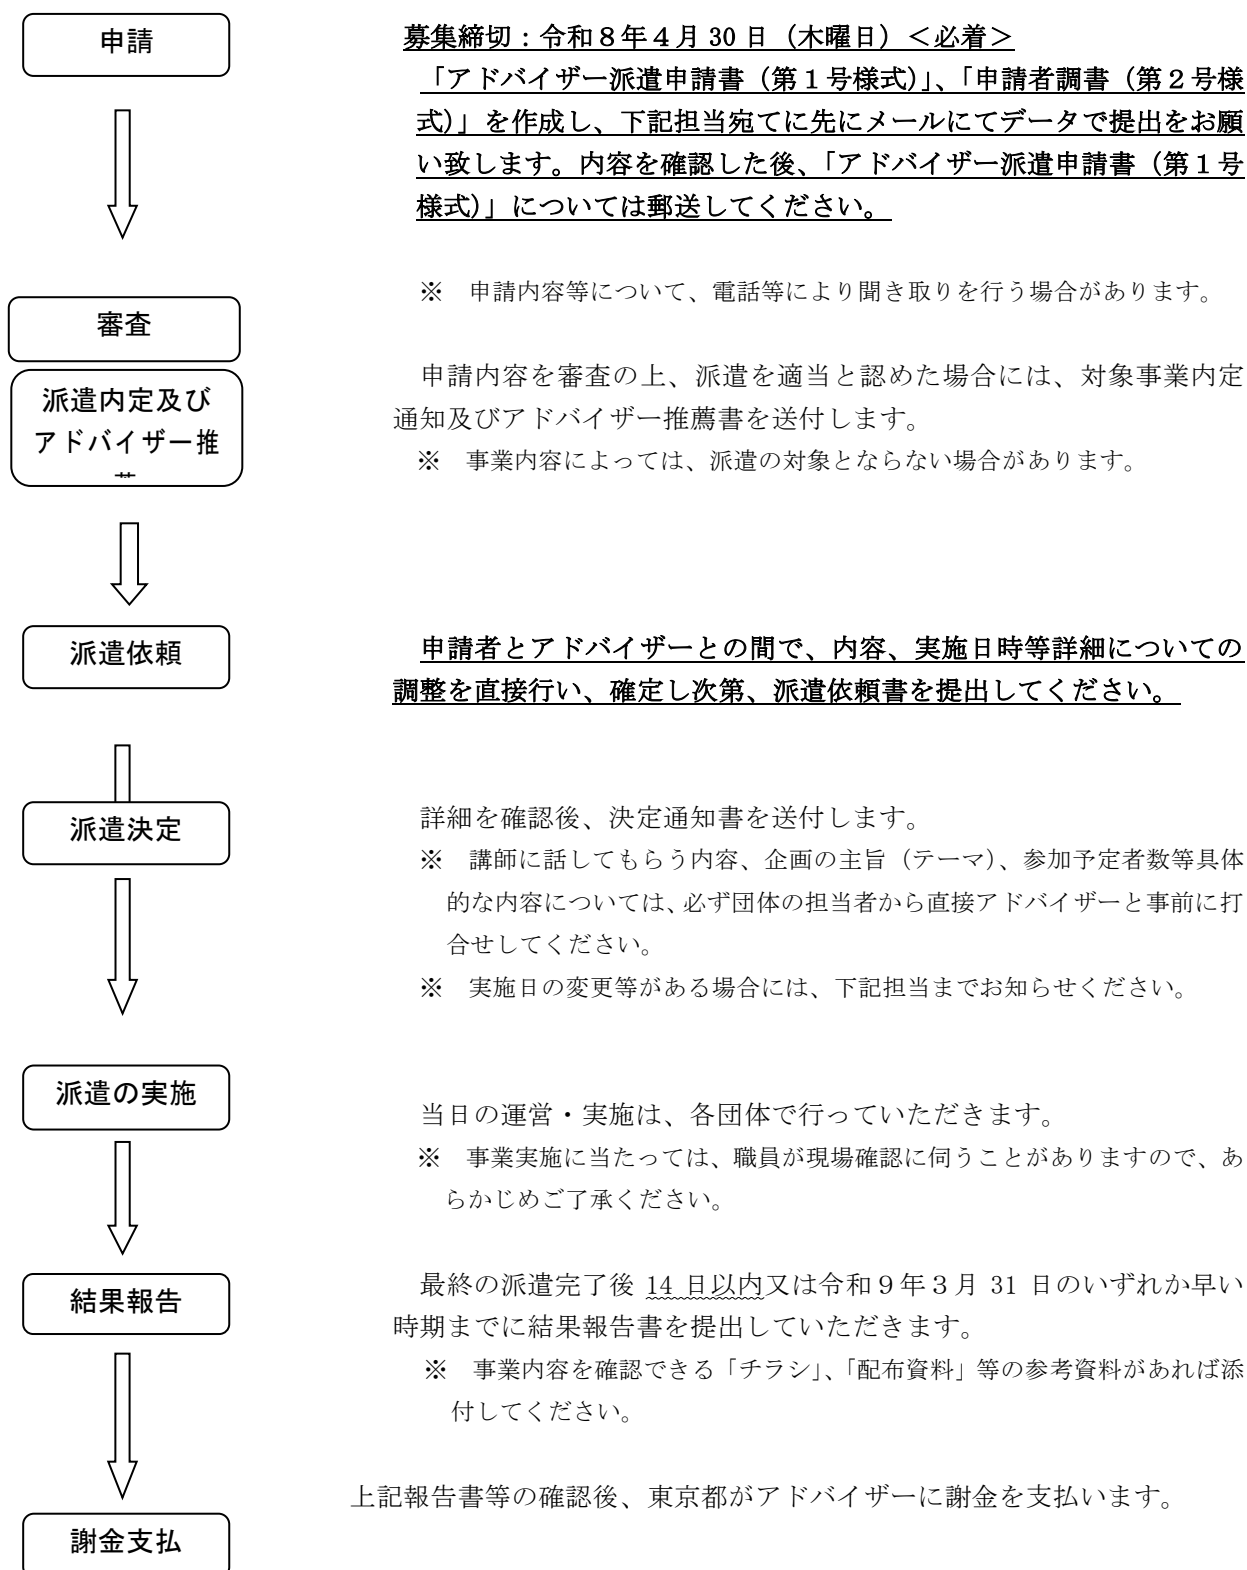 申請
募集締切：令和８年４月 30 日（木曜日）＜必着＞
「アドバイザー派遣申請書（第１号様式）」、「申請者調書（第２号様
式）」を作成し、下記担当宛てに先にメールにてデータで提出をお願
い致します。内容を確認した後、「アドバイザー派遣申請書（第１号
様式）」については郵送してください。
※　申請内容等について、電話等により聞き取りを行う場合があります。
審査
派遣内定及び
アドバイザー推
申請内容を審査の上、派遣を適当と認めた場合には、対象事業内定
通知及びアドバイザー推薦書を送付します。
※　事業内容によっては、派遣の対象とならない場合があります。
派遣依頼
申請者とアドバイザーとの間で、内容、実施日時等詳細についての
調整を直接行い、確定し次第、派遣依頼書を提出してください。
派遣決定
詳細を確認後、決定通知書を送付します。
※　講師に話してもらう内容、企画の主旨（テーマ）、参加予定者数等具体
的な内容については、必ず団体の担当者から直接アドバイザーと事前に打
合せしてください。
※　実施日の変更等がある場合には、下記担当までお知らせください。
派遣の実施
当日の運営・実施は、各団体で行っていただきます。
※　事業実施に当たっては、職員が現場確認に伺うことがありますので、あ
らかじめご了承ください。
結果報告
最終の派遣完了後 14 日以内又は令和９年３月 31 日のいずれか早い
時期までに結果報告書を提出していただきます。
※　事業内容を確認できる「チラシ」、「配布資料」等の参考資料があれば添
付してください。
上記報告書等の確認後、東京都がアドバイザーに謝金を支払います。
謝金支払